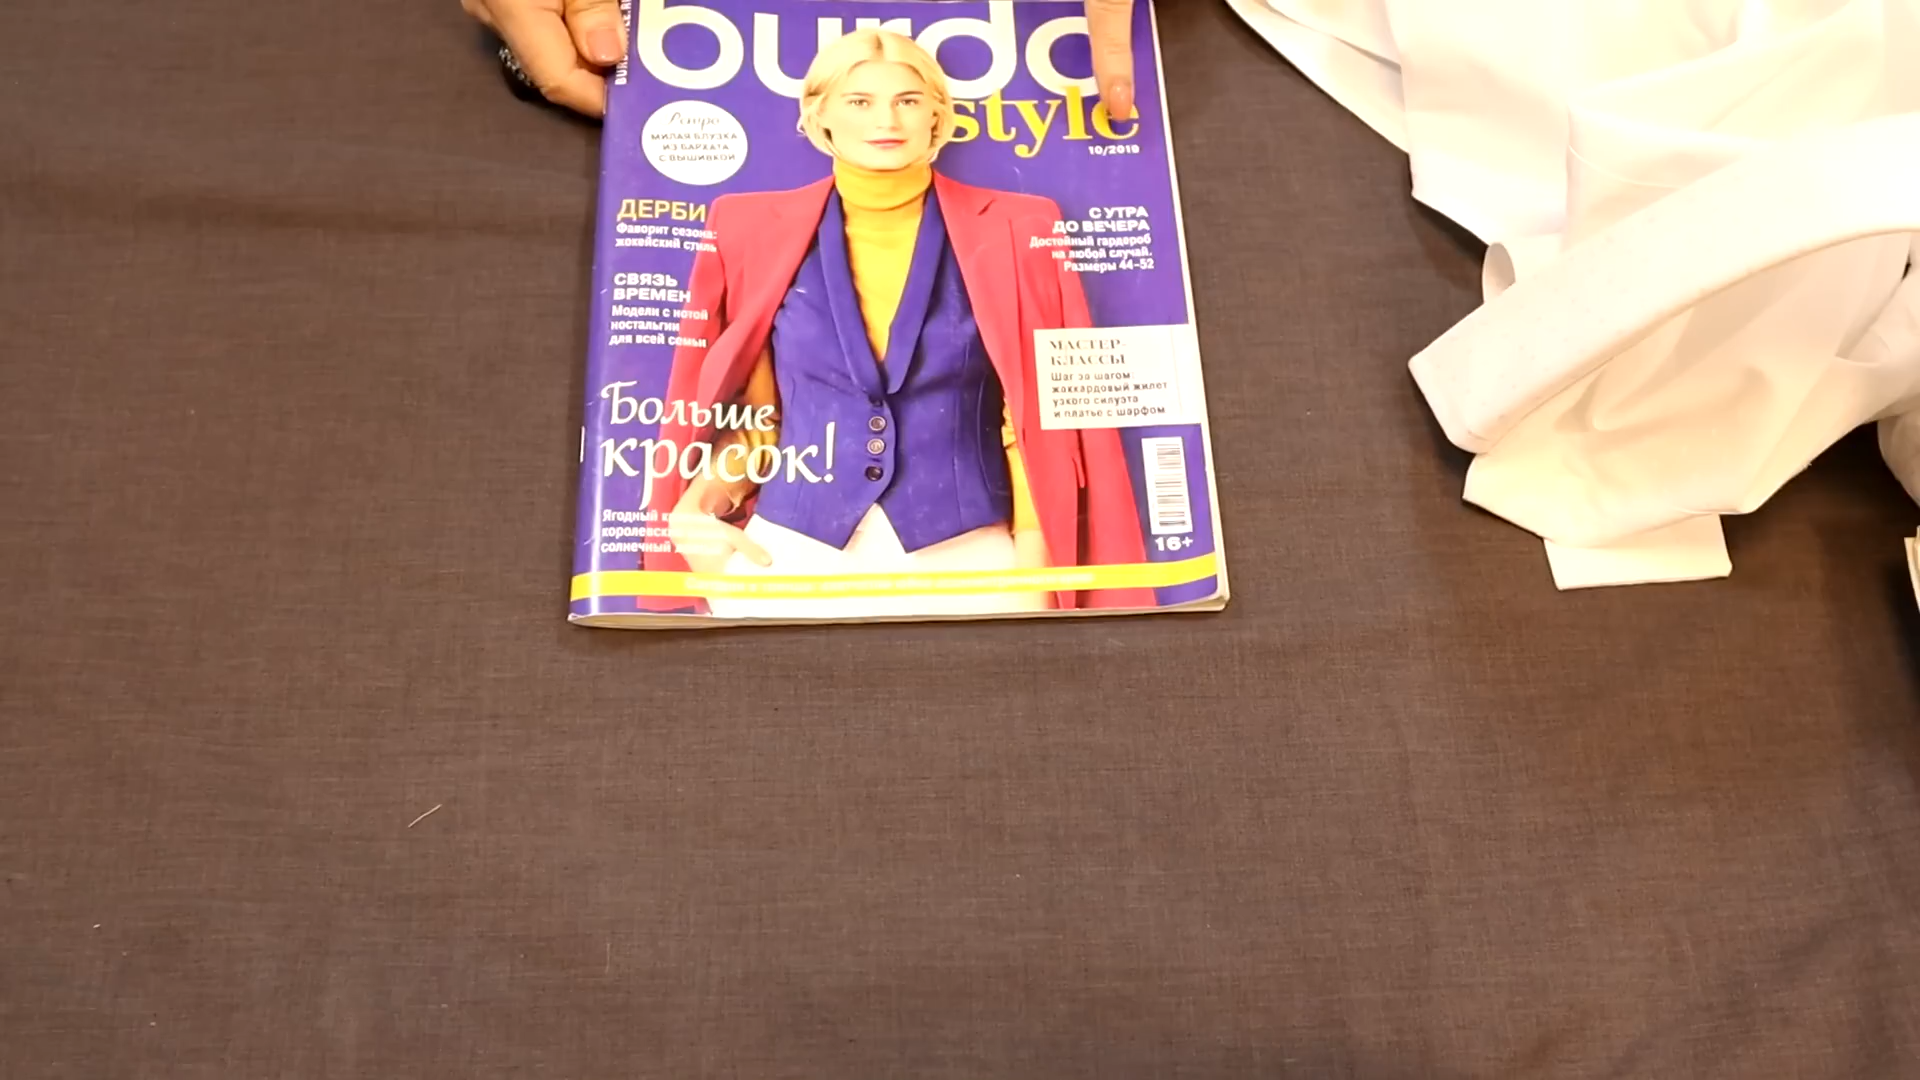 burda
style
10/2019
Ретро
МИЛАЯ БЛУЗКА
ИЗ БАРХАТА
С ВЫШИВКОЙ
ДЕРБИ
Фаворит сезона:
жокейский стиль
СВЯЗЬ
ВРЕМЕН
Модели с нотой
ностальгии
для всей семьи
Больше
красок!
Ягодный
королевск
солнечный
С УТРА
ДО ВЕЧЕРА
Достойный гардероб
на любой случай.
Размеры 44-52
МАСТЕР-
КЛАССЫ
Шаг за шагом:
жаккардовый жилет
узкого силуэта
и платье с шарфом
16+